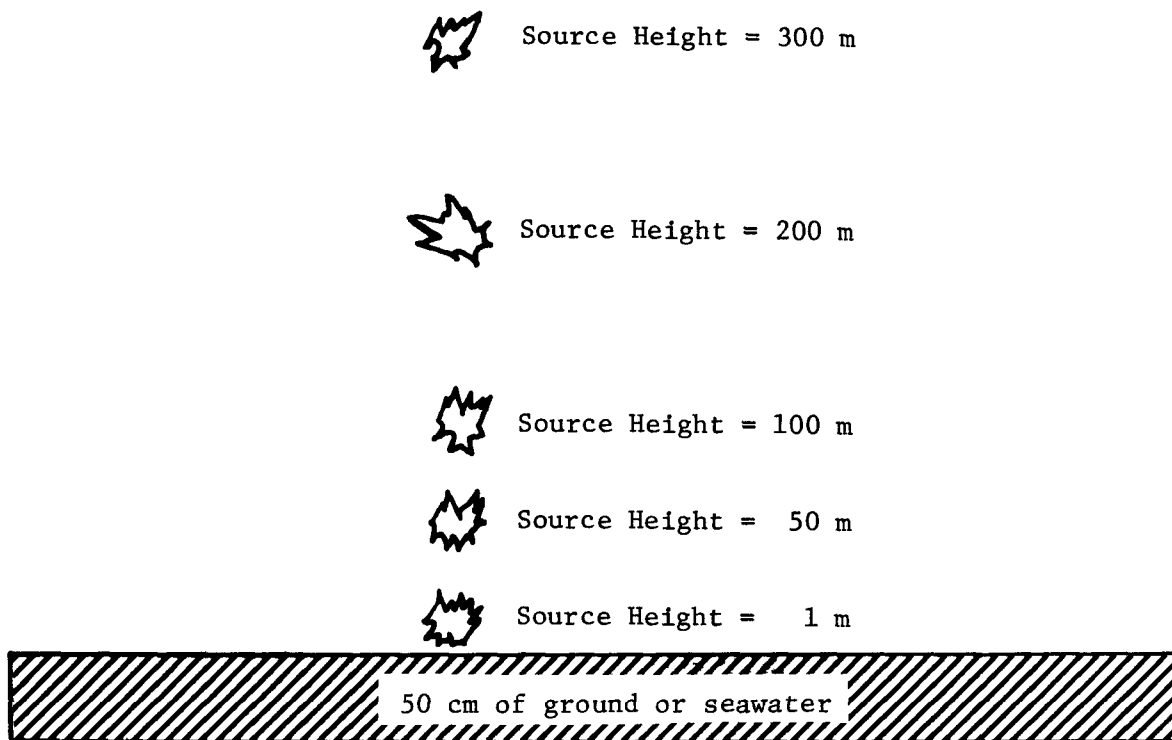 Source Height = 300 m
Source Height = 200 m
Source Height = 100 m
Source Height = 50 m
Source Height = 1 m
50 cm of ground or seawater